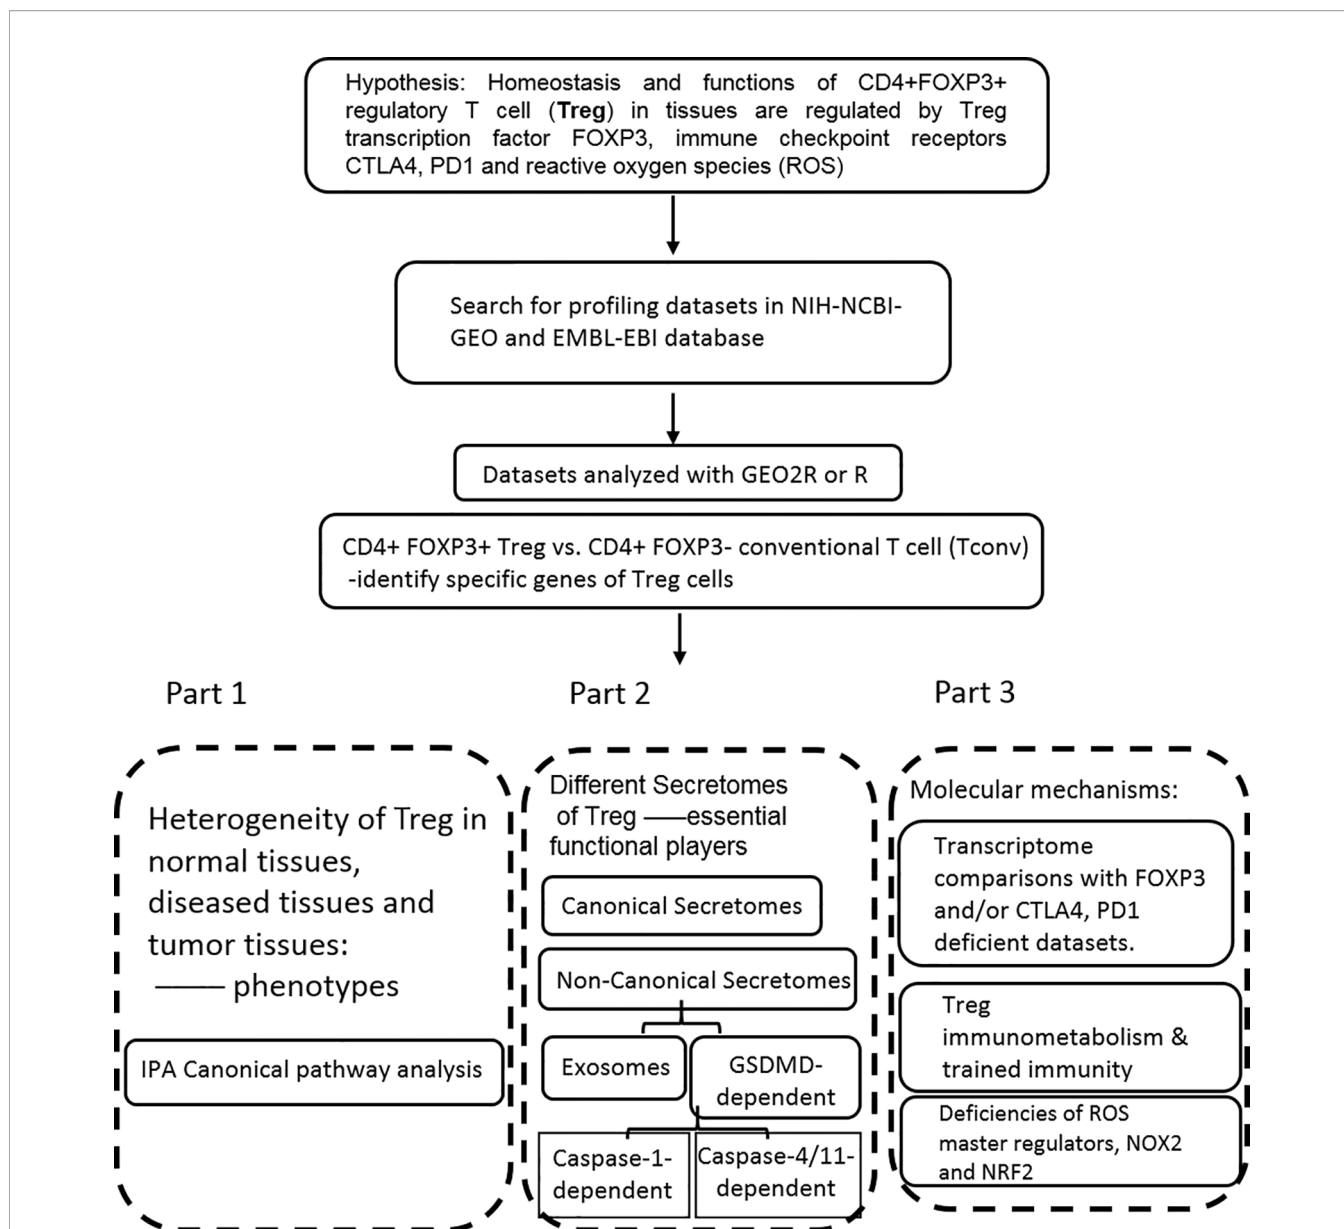 Hypothesis: Homeostasis and functions of CD4+FOXP3+
regulatory T cell (Treg) in tissues are regulated by Treg
transcription factor FOXP3, immune checkpoint receptors
CTLA4, PD1 and reactive oxygen species (ROS)
Search for profiling datasets in NIH-NCBI-
GEO and EMBL-EBI database
Datasets analyzed with GEO2R or R
CD4+ FOXP3+ Treg vs. CD4+ FOXP3- conventional T cell (Tconv)
-identify specific genes of Treg cells
Part 1
Heterogeneity of Treg in
normal tissues,
diseased tissues and
tumor tissues:
—— phenotypes
IPA Canonical pathway analysis
Part 2
Different Secretomes
of Treg ——essential
functional players
Canonical Secretomes
Non-Canonical Secretomes
Exosomes
GSDMD-
dependent
Caspase-1-
dependent
Caspase-4/11-
dependent
Part 3
Molecular mechanisms:
Transcriptome
comparisons with FOXP3
and/or CTLA4, PD1
deficient datasets.
Treg
immunometabolism &
trained immunity
Deficiencies of ROS
master regulators, NOX2
and NRF2